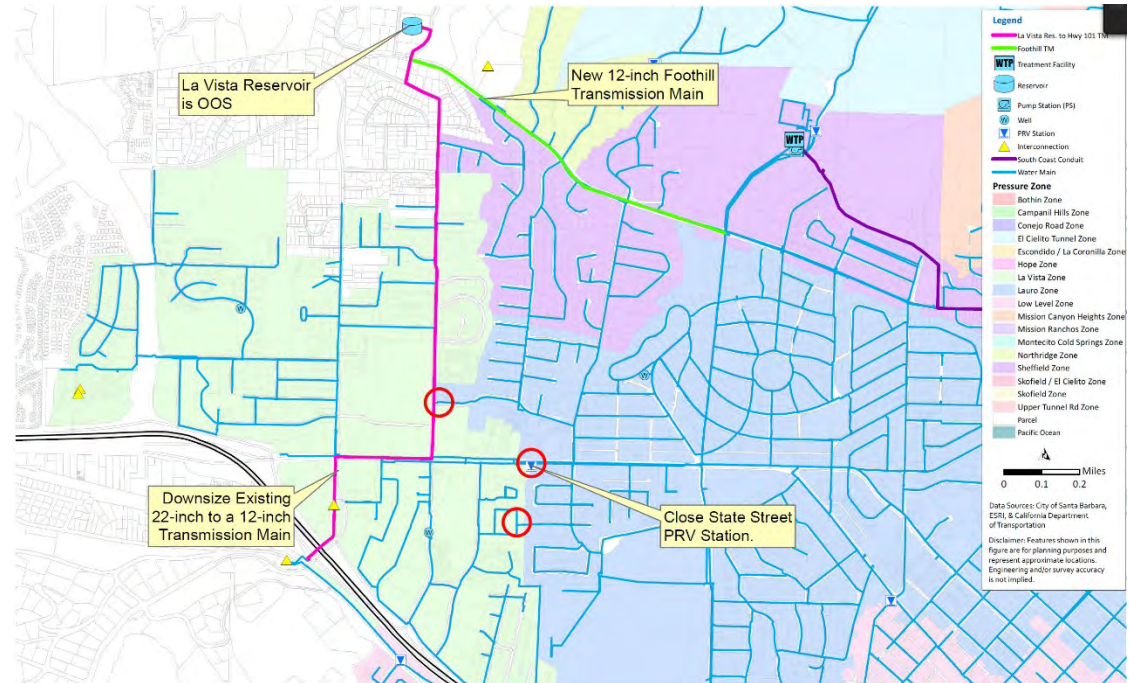 La Vista Reservoir
is OOS
New 12-inch Foothill
Transmission Main
WTP
W
W
W
Downsize Existing
22-inch to a 12-inch
Transmission Main
Close State Street
PRV Station.
Legend
La Vista Res. to Hwy 101 TM
Foothill TM
WTP Treatment Facility
Reservoir
Pump Station (PS)
W Well
PRV Station
Interconnection
South Coast Conduit
Water Main
Pressure Zone
Bothin Zone
Campanil Hills Zone
Conejo Road Zone
El Cielito Tunnel Zone
Escondido / La Coronilla Zone
Hope Zone
La Vista Zone
Lauro Zone
Low Level Zone
Mission Canyon Heights Zone
Mission Ranchos Zone
Montecito Cold Springs Zone
Northridge Zone
Sheffield Zone
Skofield / El Cielito Zone
Skofield Zone
Upper Tunnel Rd Zone
Parcel
Pacific Ocean
Miles
0 0.1 0.2
Data Sources: City of Santa Barbara,
ESRI, & California Department
of Transportation
Disclaimer: Features shown in this
figure are for planning purposes and
represent approximate locations.
Engineering and/or survey accuracy
is not implied.